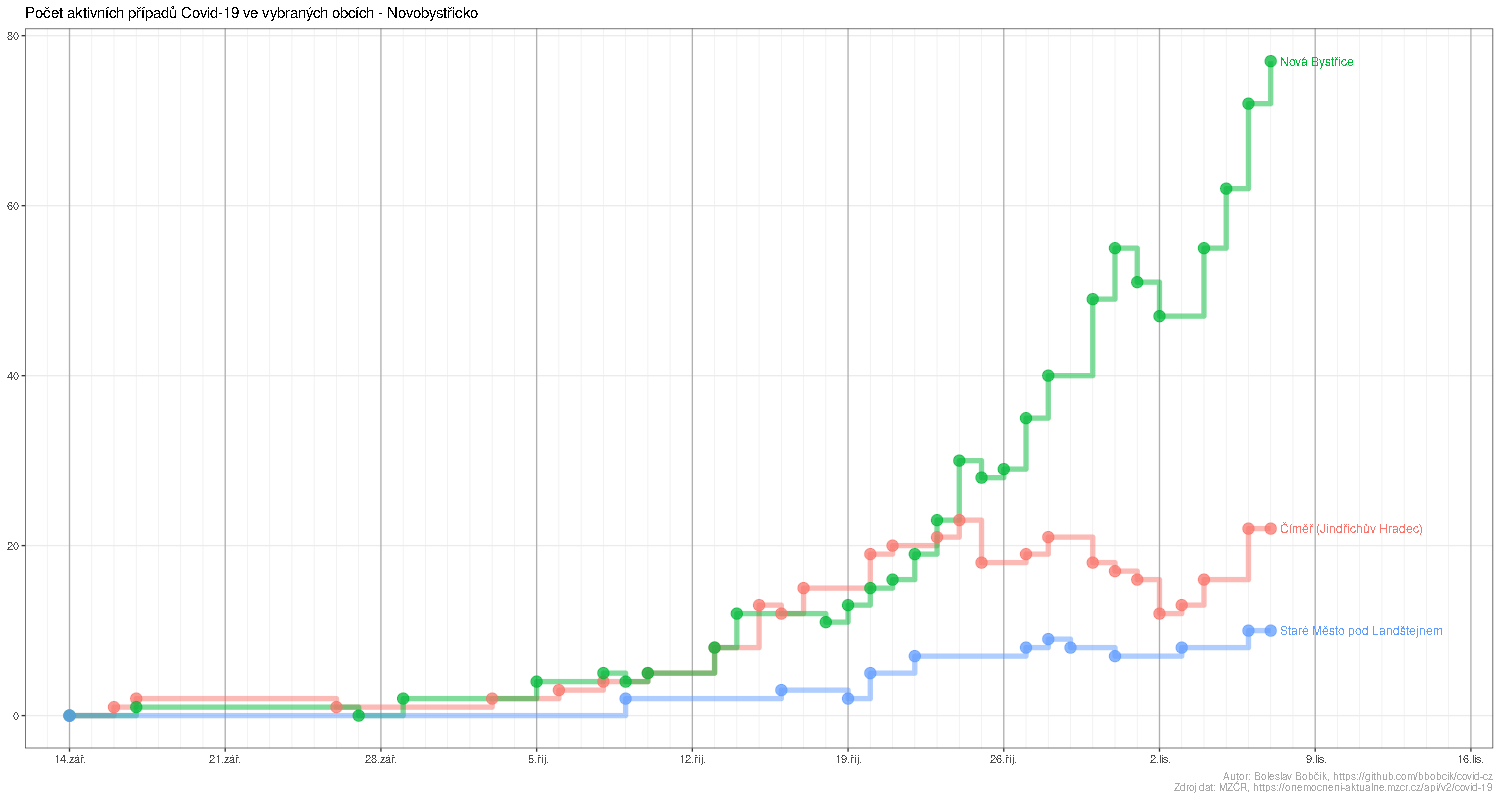 Počet aktivních případů Covid-19 ve vybraných obcích - Novobystřicko
80
60
40
20
0
Nová Bystřice
Číměř (Jindřichův Hradec)
Staré Město pod Landštejnem
14.zář.
21.zář.
28.zář.
5.říj.
12.říj.
19.říj.
26.říj.
2.lis.
9.lis.
16.lis.
Autor: Boleslav Bobčík, https://github.com/bbobcik/covid-cz
Zdroj dat: MZČR, https://onemocneni-aktualne.mzcr.cz/api/v2/covid-19